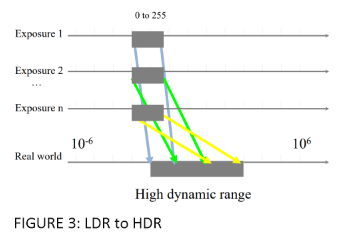 0 to 255
Exposure 1
Exposure 2
...
Exposure n
10-6
106
Real world
High dynamic range
FIGURE 3: LDR to HDR